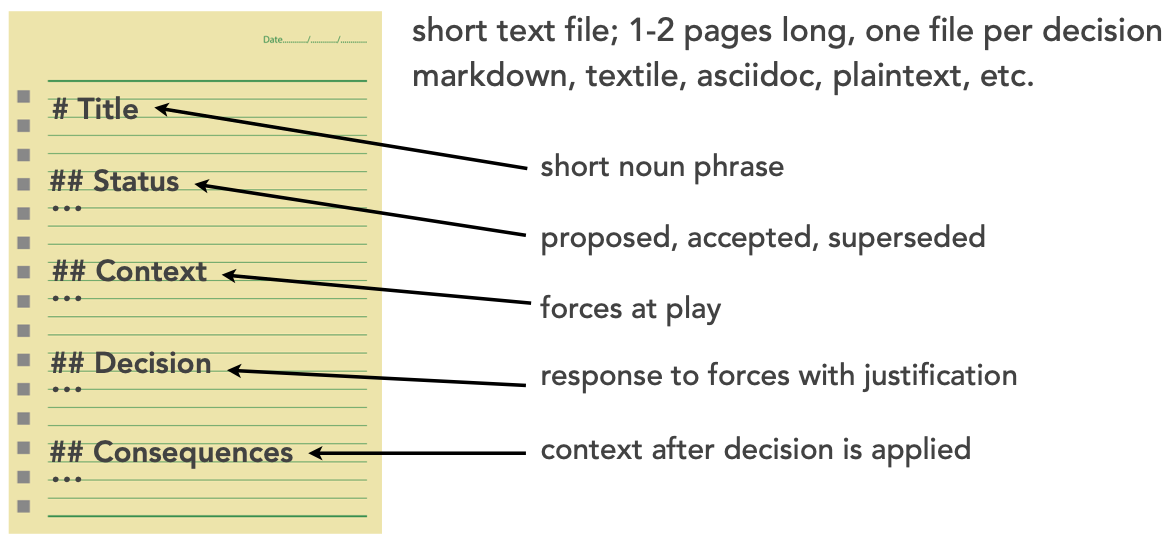 Date............/............/............
short text file; 1-2 pages long, one file per decision
markdown, textile, asciidoc, plaintext, etc.
# Title
short noun phrase
## Status
...
proposed, accepted, superseded
## Context
...
forces at play
## Decision
...
response to forces with justification
## Consequences
...
context after decision is applied